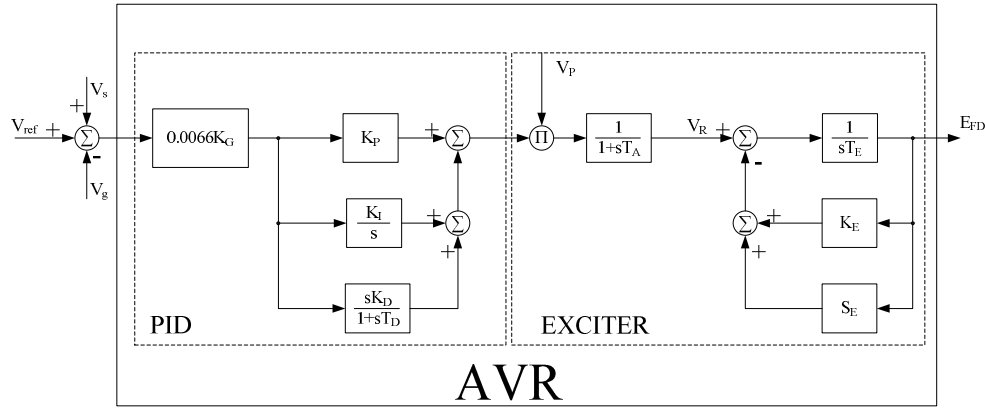 V_s
+
V_ref + Σ
-
V_g
0.0066K_G
K_P
+ Σ
K_I
s
+ Σ
+
sK_D
1+sT_D
PID
V_P
Π
1
1+sT_A
V_R + Σ
-
1
sT_E
E_FD
Σ +
+
K_E
S_E
EXCITER
AVR